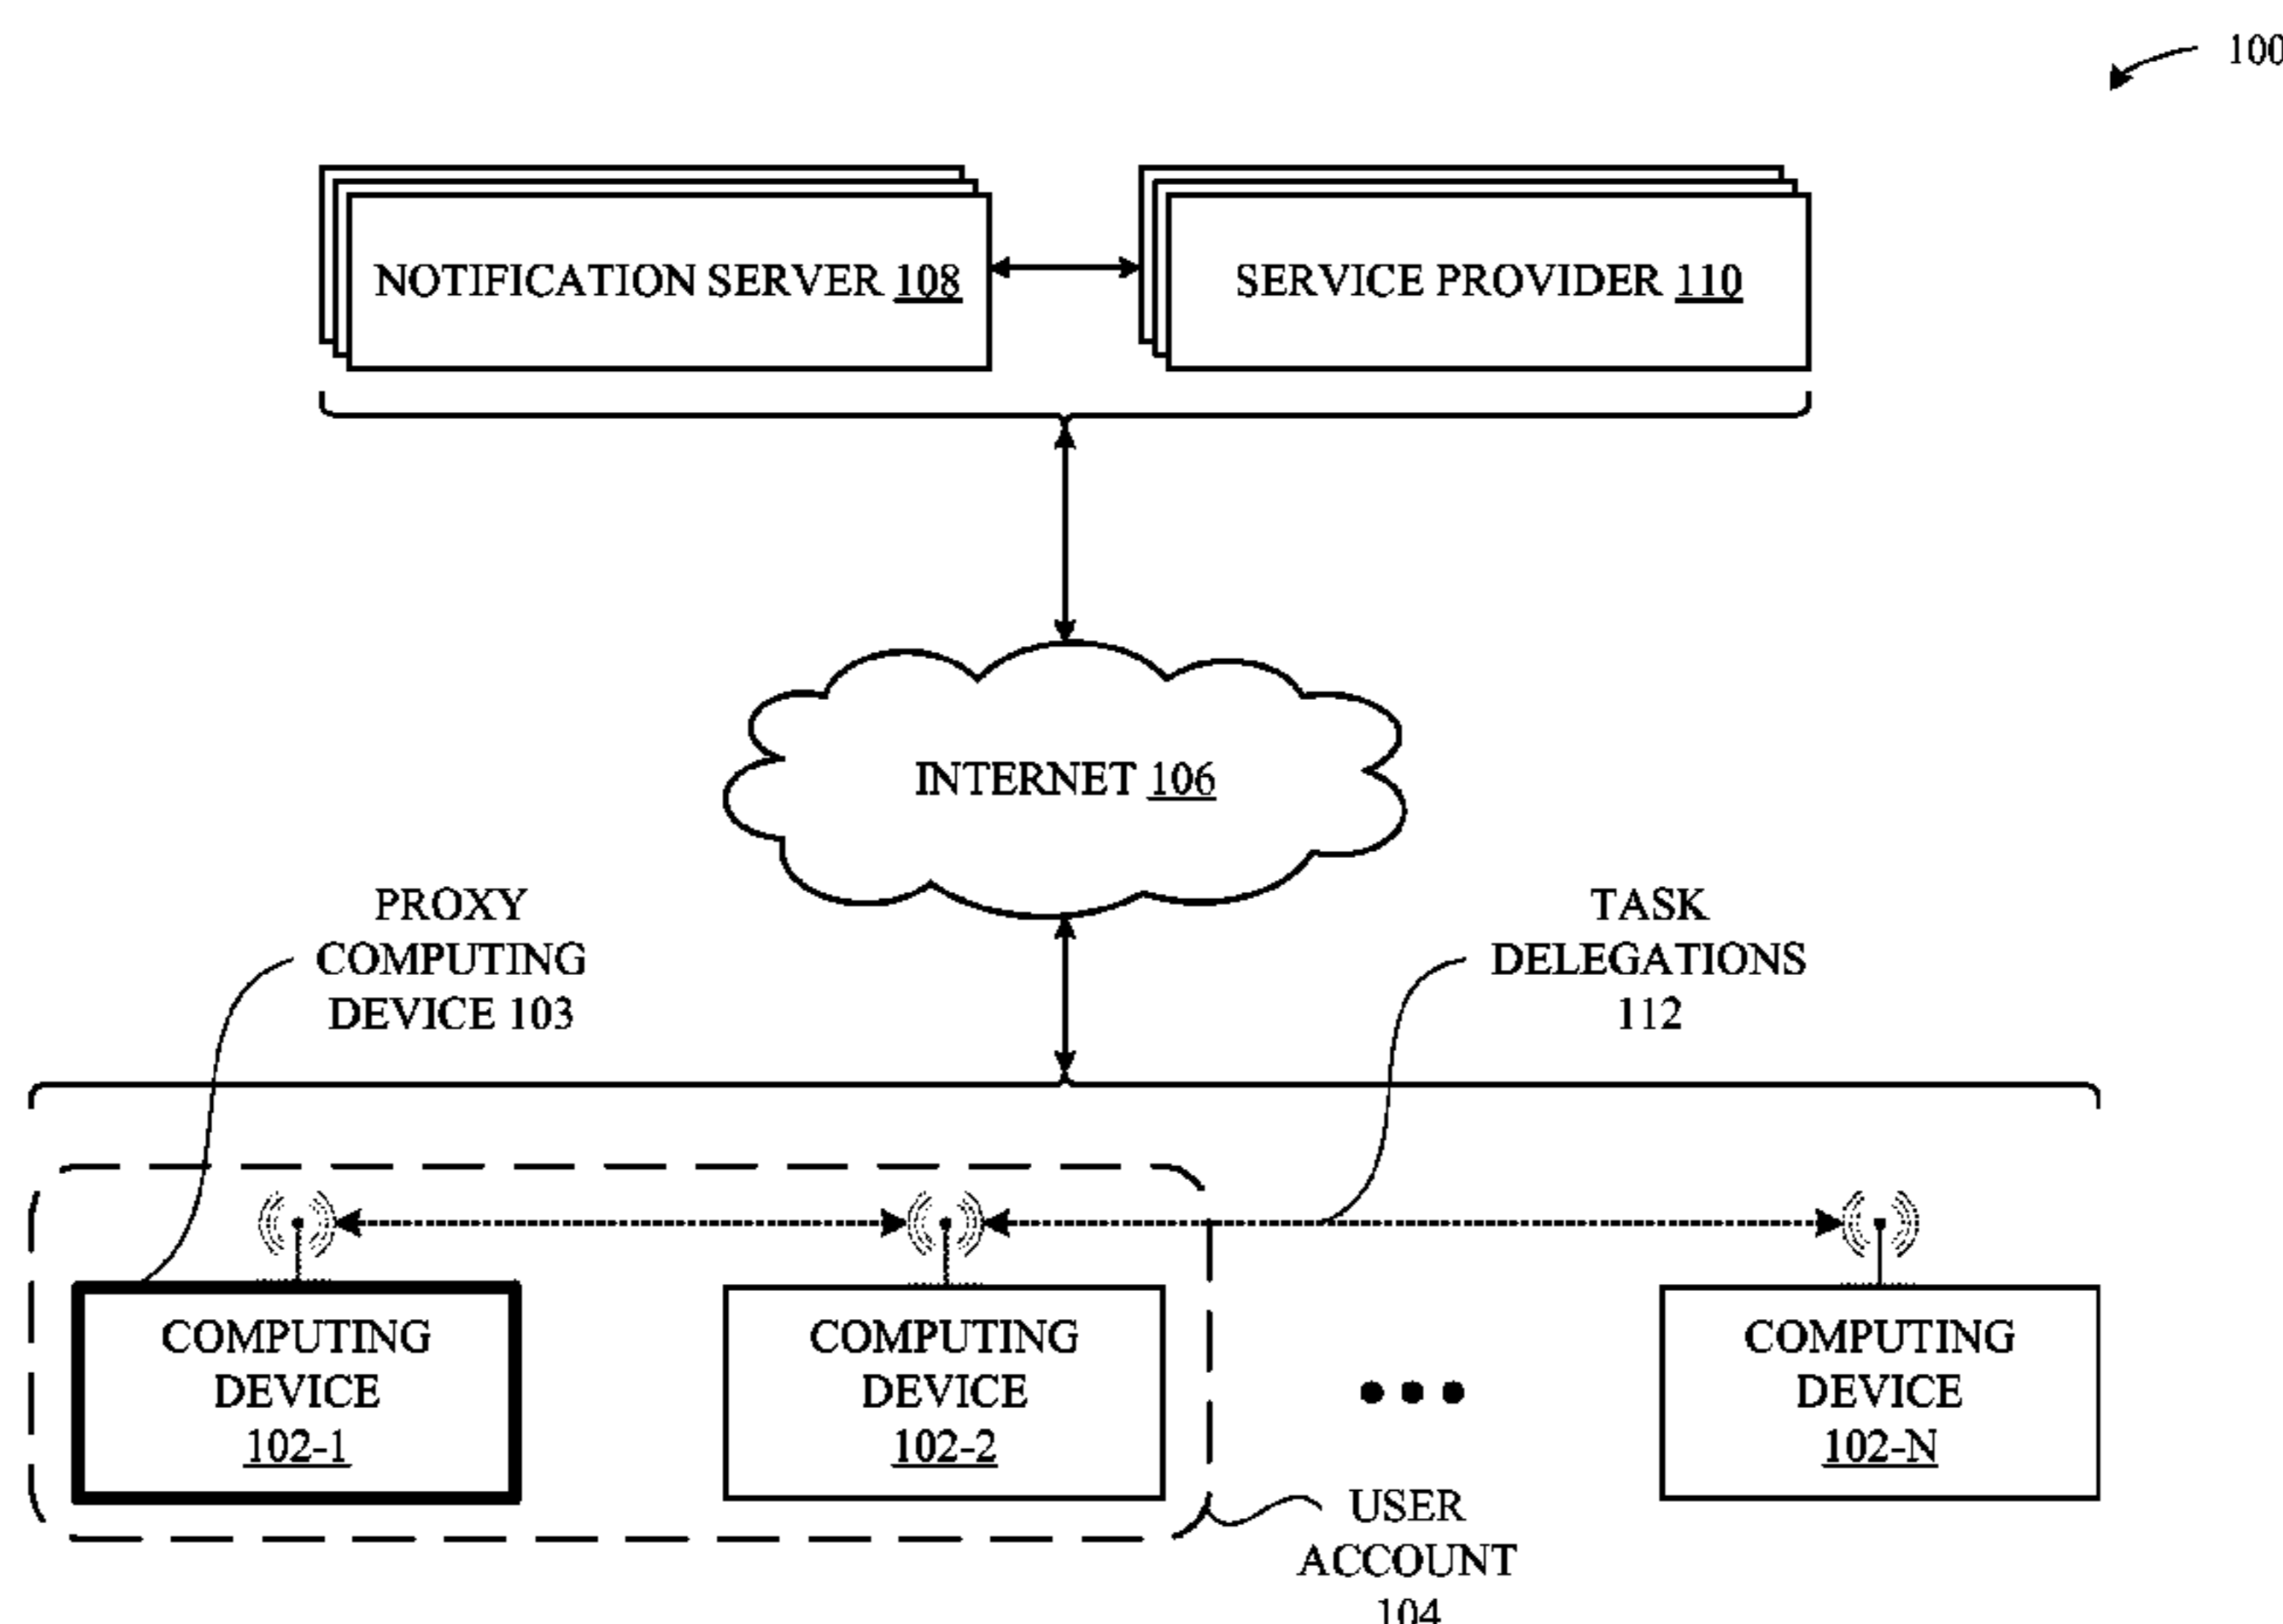 100
NOTIFICATION SERVER 108
SERVICE PROVIDER 110
INTERNET 106
PROXY
COMPUTING
DEVICE 103
TASK
DELEGATIONS
112
COMPUTING
DEVICE
102-1
COMPUTING
DEVICE
102-2
COMPUTING
DEVICE
102-N
USER
ACCOUNT
104